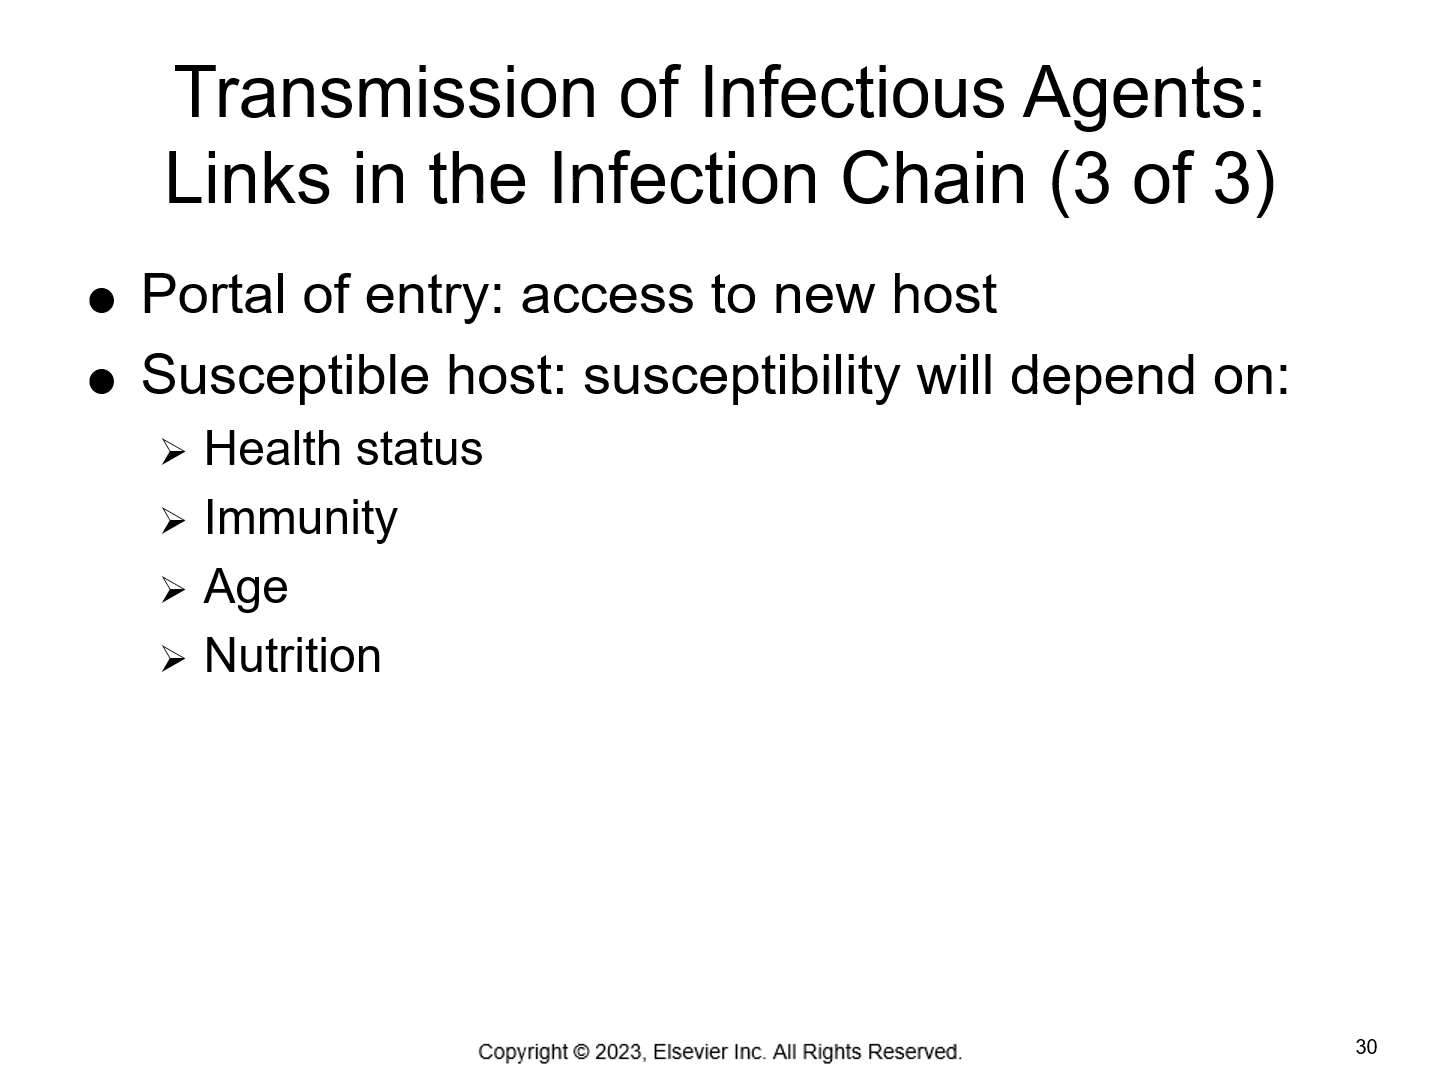 Transmission of Infectious Agents:
Links in the Infection Chain (3 of 3)
● Portal of entry: access to new host
● Susceptible host: susceptibility will depend on:
➢ Health status
➢ Immunity
➢ Age
➢ Nutrition
Copyright © 2023, Elsevier Inc. All Rights Reserved.
30